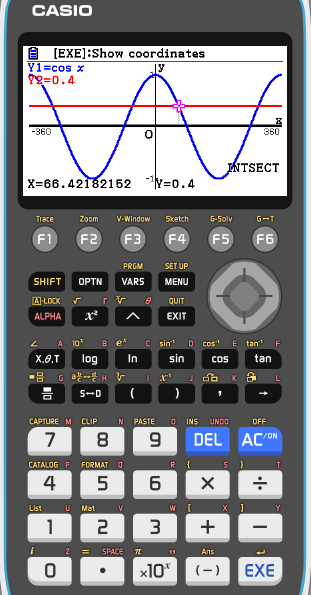 CASIO
[EXE]:Show coordinates
Y1=cos x
Y2=0.4
1
y
x
-360
O
360
INTSECT
-1
X=66.42182152
Y=0.4
Trace Zoom V-Window Sketch G-Solv G↔T
F1 F2 F3 F4 F5 F6
PRGM SET UP
SHIFT OPTN VARS MENU
A-LOCK √ r ∛ θ QUIT
ALPHA x² ^ EXIT
∠ A 10ˣ B eˣ C sin⁻¹ D cos⁻¹ E tan⁻¹ F
X,θ,T log ln sin cos tan
G H ∛ I x⁻¹ J K L
S↔D ( ) , →
CAPTURE M CLIP N PASTE O INS UNDO OFF
7 8 9 DEL AC/ON
CATALOG P FORMAT Q R { S } T
4 5 6 × ÷
List U Mat V W [ X ] Y
1 2 3 + −
i Z = SPACE π " Ans ↵
0 • ×10ˣ (−) EXE